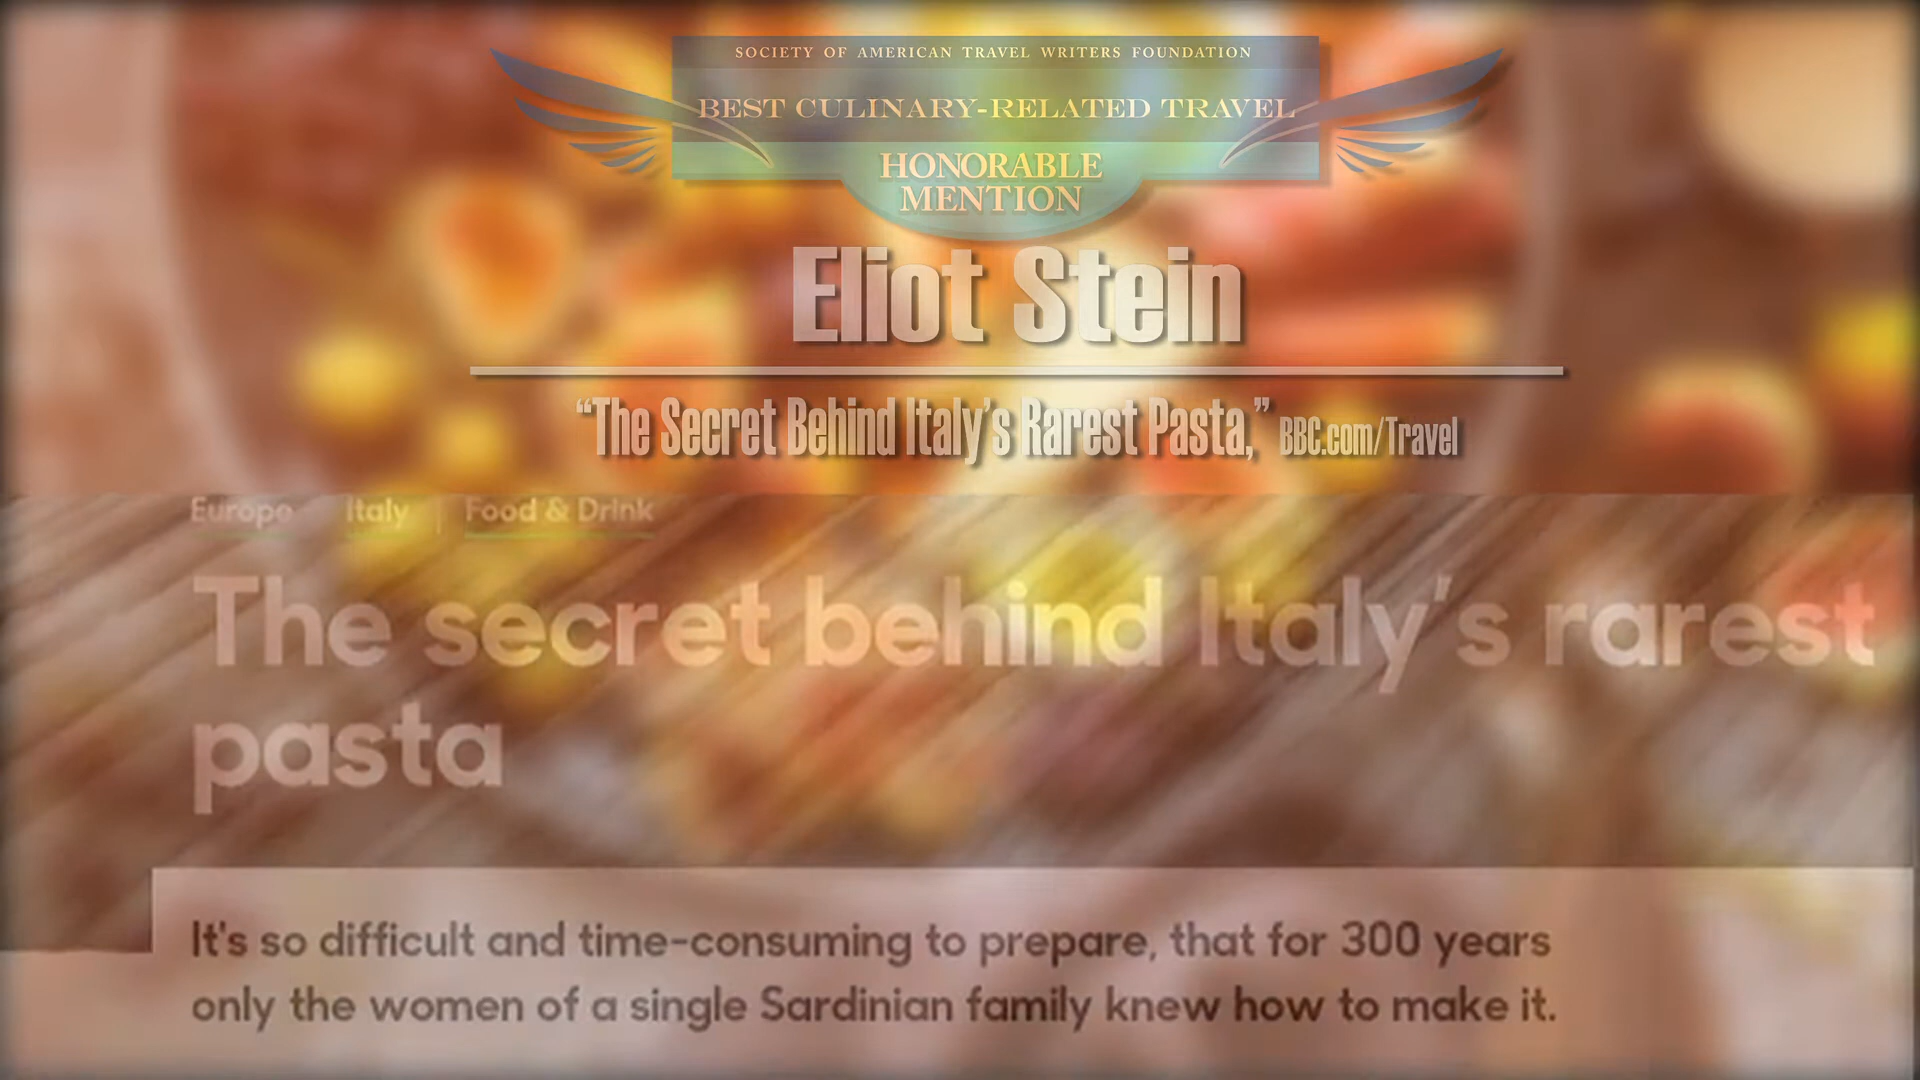 SOCIETY OF AMERICAN TRAVEL WRITERS FOUNDATION
BEST CULINARY-RELATED TRAVEL
HONORABLE
MENTION
Eliot Stein
“The Secret Behind Italy’s Rarest Pasta,” BBC.com/Travel
Europe | Italy | Food & Drink
The secret behind Italy's rarest
pasta
It's so difficult and time-consuming to prepare, that for 300 years
only the women of a single Sardinian family knew how to make it.